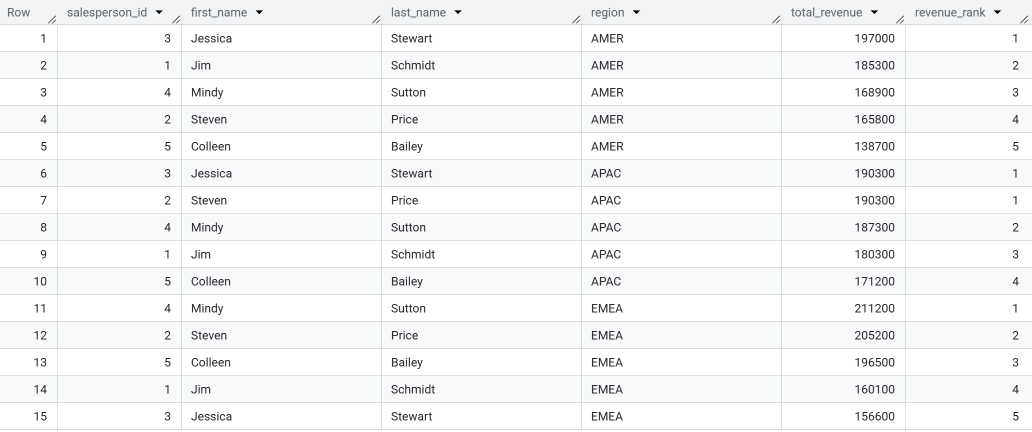 Row salesperson_id first_name last_name region total_revenue revenue_rank
1 3 Jessica Stewart AMER 197000 1
2 1 Jim Schmidt AMER 185300 2
3 4 Mindy Sutton AMER 168900 3
4 2 Steven Price AMER 165800 4
5 5 Colleen Bailey AMER 138700 5
6 3 Jessica Stewart APAC 190300 1
7 2 Steven Price APAC 190300 1
8 4 Mindy Sutton APAC 187300 2
9 1 Jim Schmidt APAC 180300 3
10 5 Colleen Bailey APAC 171200 4
11 4 Mindy Sutton EMEA 211200 1
12 2 Steven Price EMEA 205200 2
13 5 Colleen Bailey EMEA 196500 3
14 1 Jim Schmidt EMEA 160100 4
15 3 Jessica Stewart EMEA 156600 5